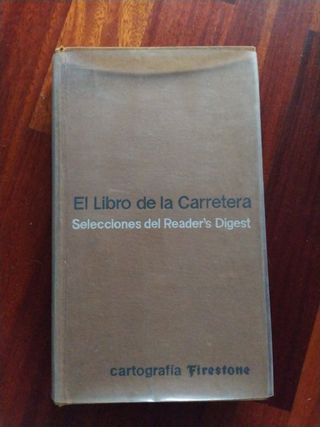 El Libro de la Carretera
Selecciones del Reader's Digest
cartografía Firestone